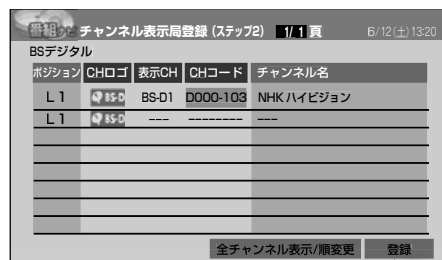 番組ナビ チャンネル表示局登録 (ステップ2) 1/1頁 6/12(土)13:20
BSデジタル
ポジション CHロゴ 表示CH CHコード チャンネル名
L1 BS-D BS-D1 D000-103 NHKハイビジョン
L1 BS-D --- -------- ---
全チャンネル表示/順変更 登録